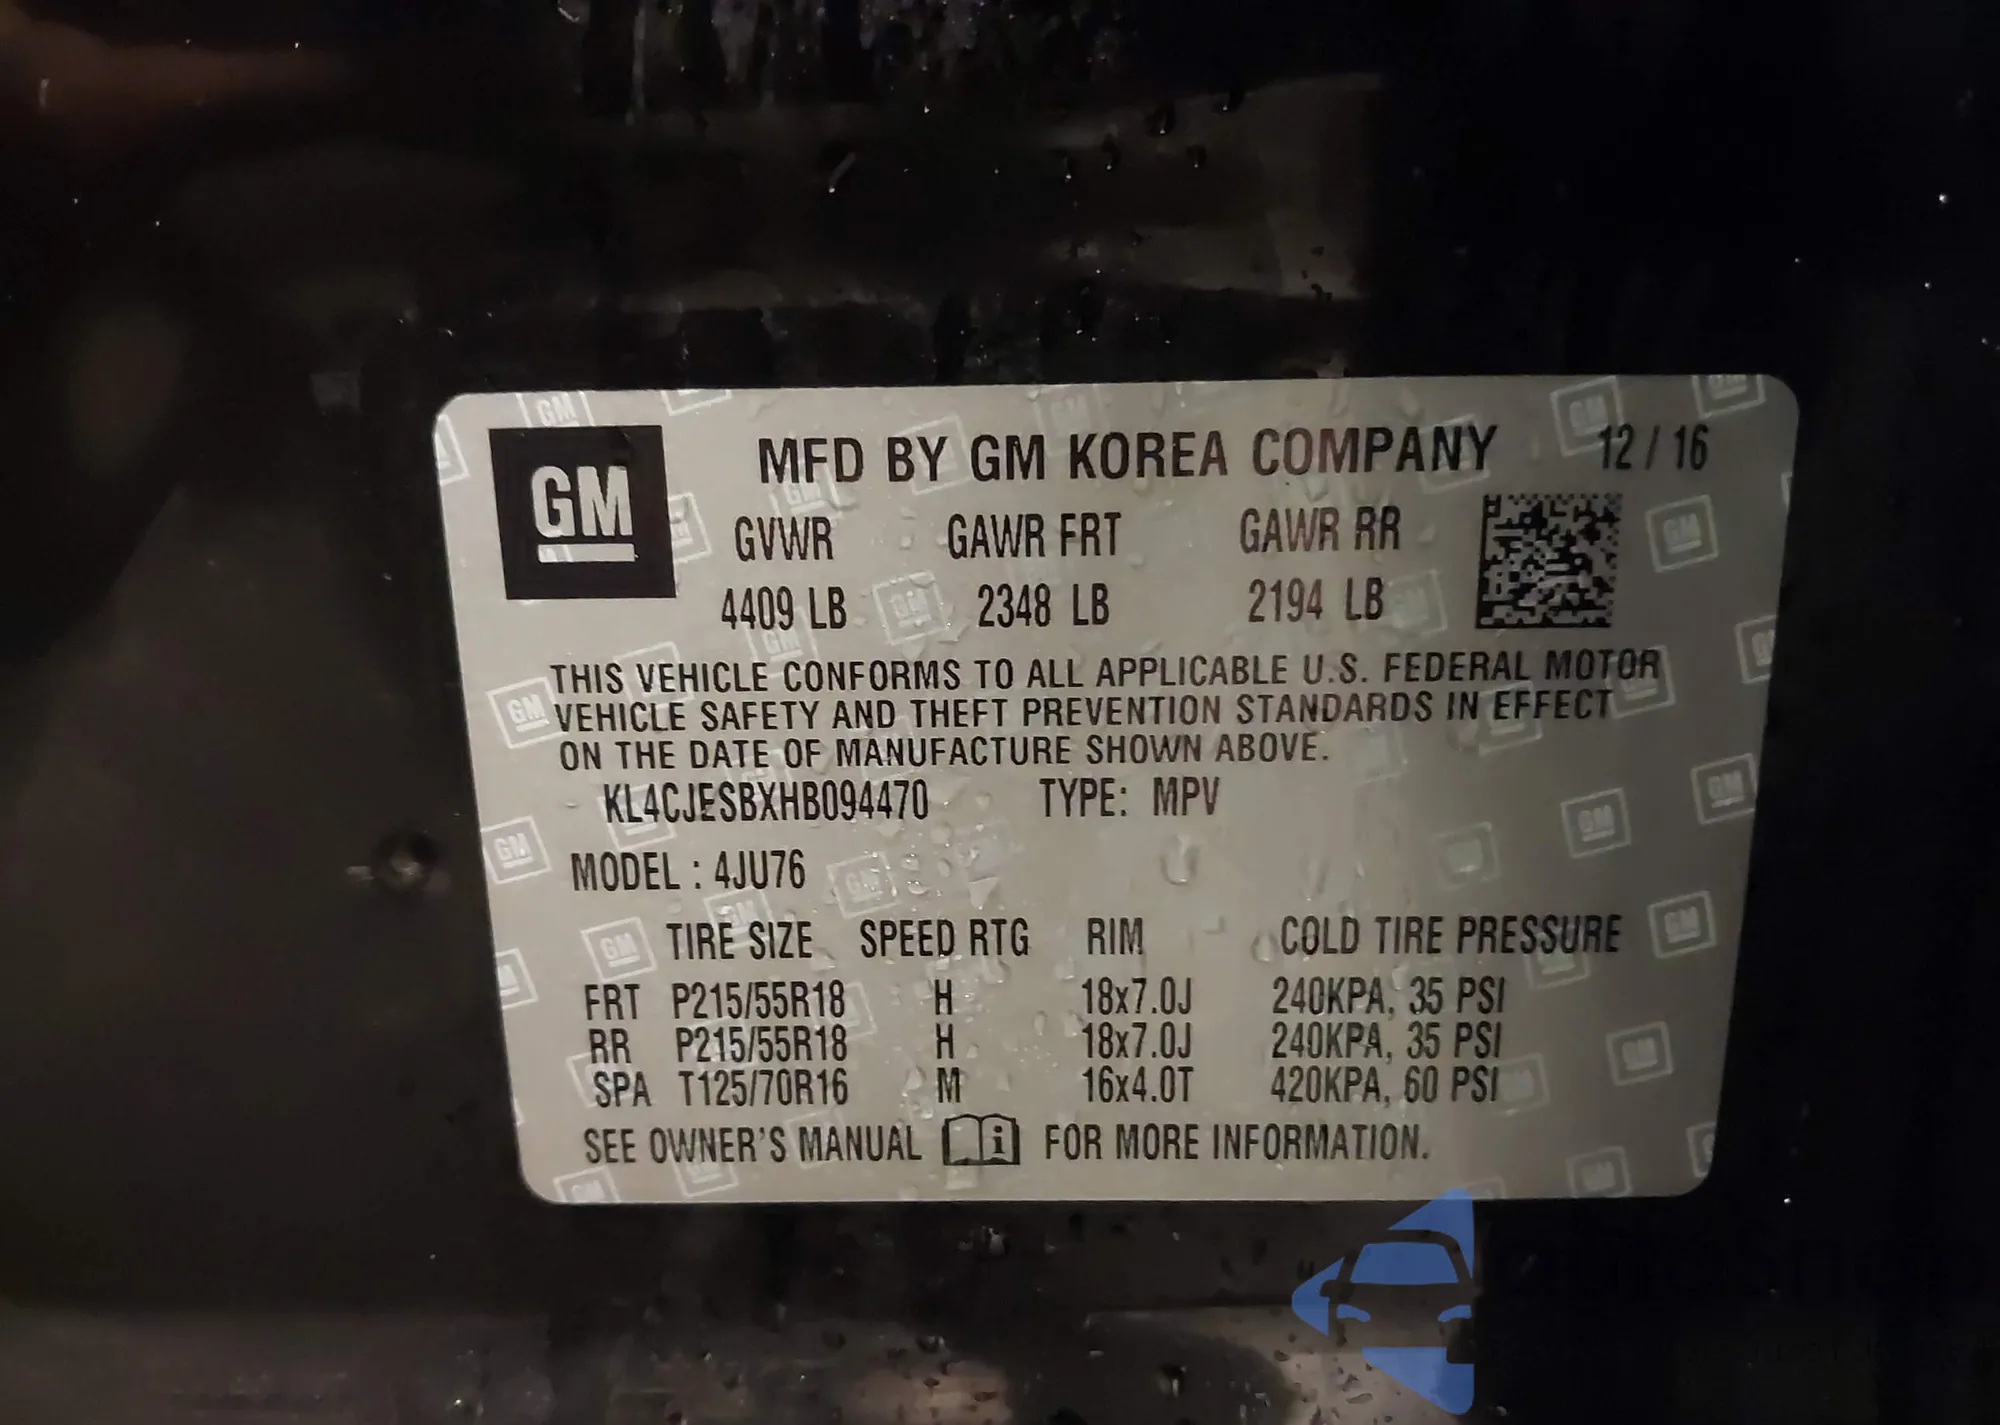 GM
MFD BY GM KOREA COMPANY 12/16
GVWR GAWR FRT GAWR RR
4409 LB 2348 LB 2194 LB
THIS VEHICLE CONFORMS TO ALL APPLICABLE U.S. FEDERAL MOTOR
VEHICLE SAFETY AND THEFT PREVENTION STANDARDS IN EFFECT
ON THE DATE OF MANUFACTURE SHOWN ABOVE.
KL4CJESBXHB094470 TYPE: MPV
MODEL : 4JU76
TIRE SIZE SPEED RTG RIM COLD TIRE PRESSURE
FRT P215/55R18 H 18x7.0J 240KPA, 35 PSI
RR P215/55R18 H 18x7.0J 240KPA, 35 PSI
SPA T125/70R16 M 16x4.0T 420KPA, 60 PSI
SEE OWNER'S MANUAL i FOR MORE INFORMATION.